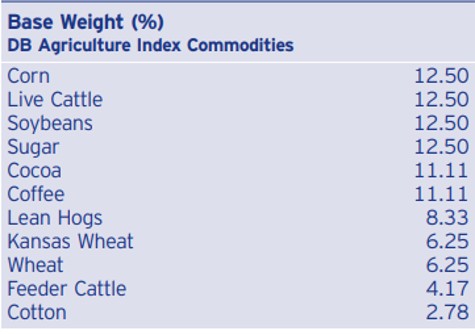 Base Weight (%)
DB Agriculture Index Commodities
Corn 12.50
Live Cattle 12.50
Soybeans 12.50
Sugar 12.50
Cocoa 11.11
Coffee 11.11
Lean Hogs 8.33
Kansas Wheat 6.25
Wheat 6.25
Feeder Cattle 4.17
Cotton 2.78